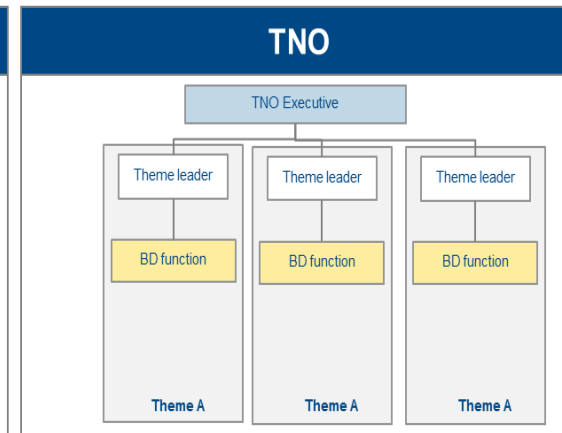 TNO
TNO Executive
Theme leader
Theme leader
Theme leader
BD function
BD function
BD function
Theme A
Theme A
Theme A